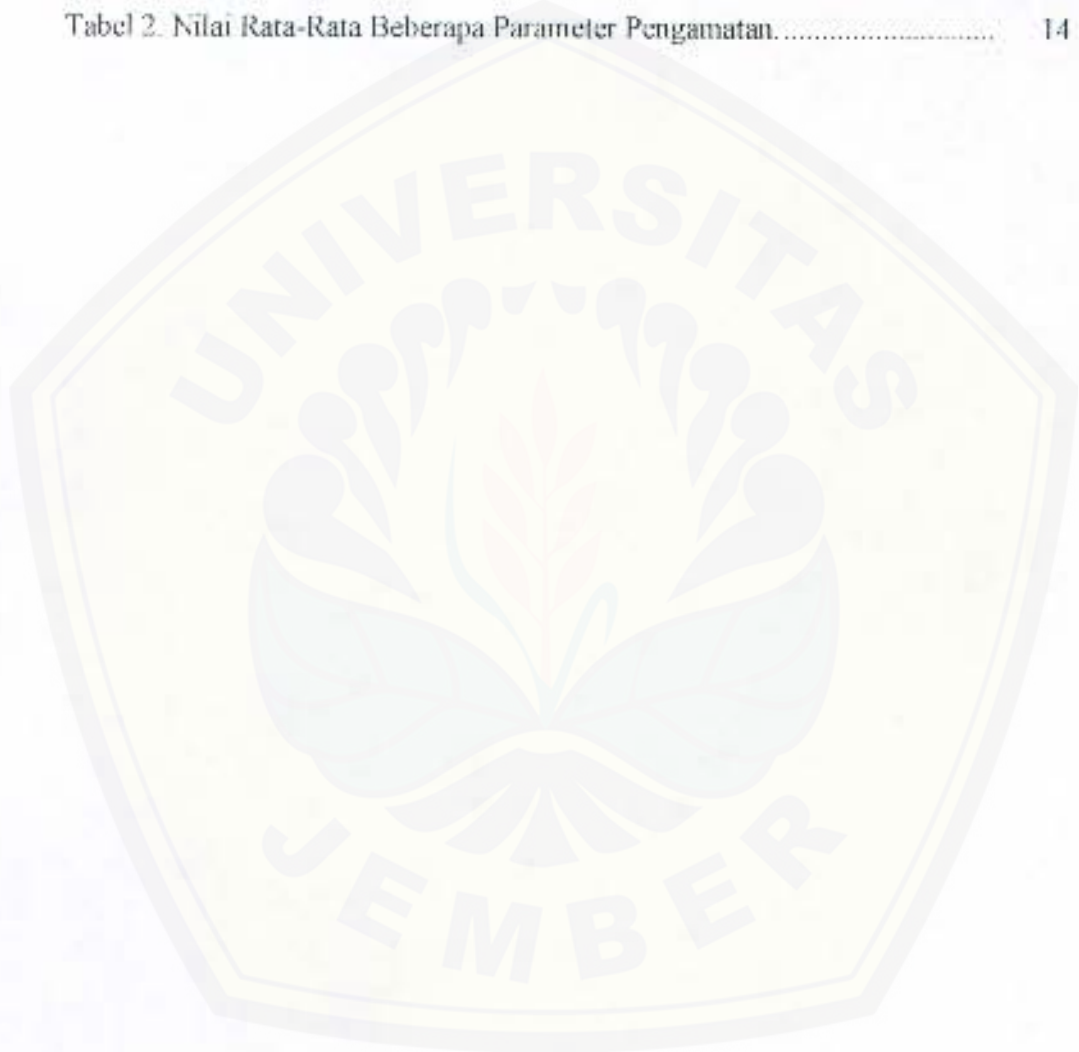 Tabel 2. Nilai Rata-Rata Beberapa Parameter Pengamatan. ................................ 14
UNIVERSITAS
JEMBER